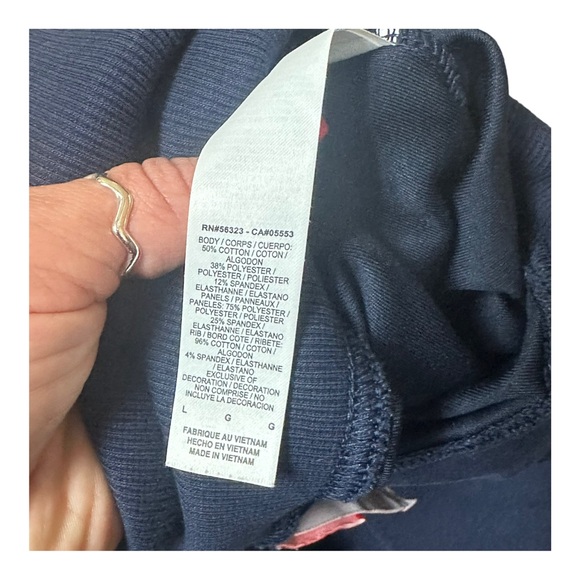 RN#56323 - CA#05553
BODY / CORPS / CUERPO:
50% COTTON / COTON /
ALGODON
38% POLYESTER /
POLYESTER / POLIESTER
12% SPANDEX /
ELASTHANNE / ELASTANO
PANELS / PANNEAUX /
PANELES: 75% POLYESTER /
POLYESTER / POLIESTER
25% SPANDEX /
ELASTHANNE / ELASTANO
RIB / BORD COTE / RIBETE:
96% COTTON / COTON /
ALGODON
4% SPANDEX / ELASTHANNE
/ ELASTANO
EXCLUSIVE OF
DECORATION / DECORATION
NON COMPRISE / NO
INCLUYE LA DECORACION
L G G
FABRIQUE AU VIETNAM
HECHO EN VIETNAM
MADE IN VIETNAM